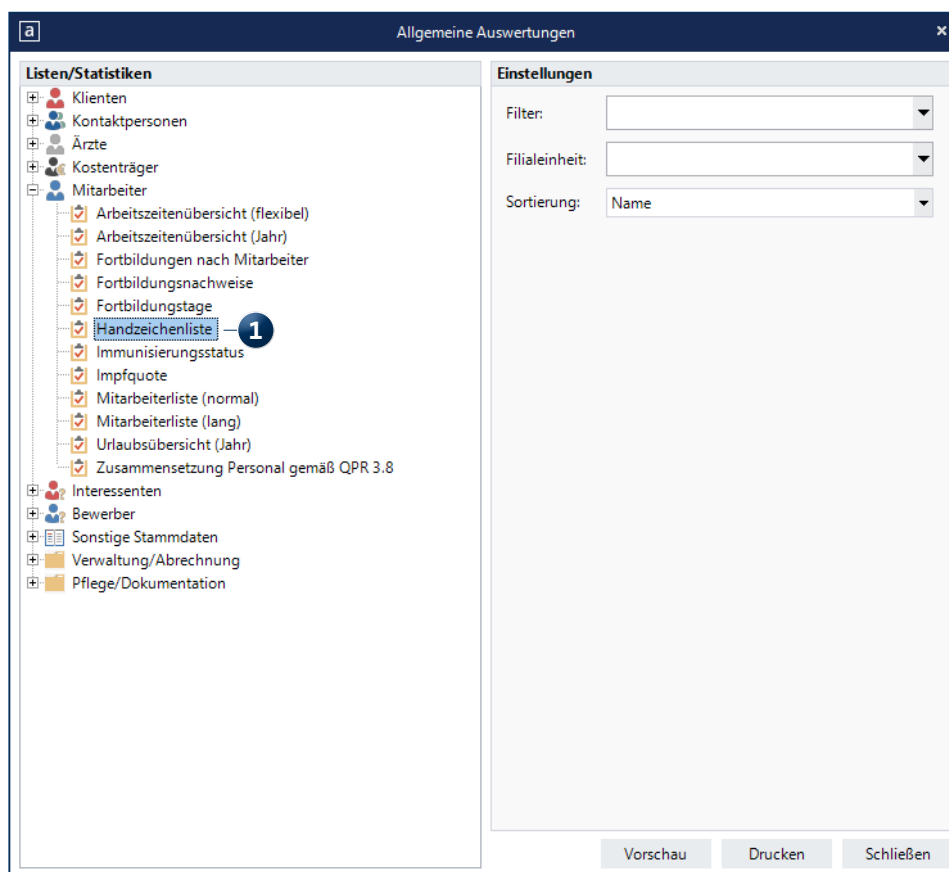 a
Allgemeine Auswertungen
×
Listen/Statistiken
Klienten
Kontaktpersonen
Ärzte
Kostenträger
Mitarbeiter
Arbeitszeitenübersicht (flexibel)
Arbeitszeitenübersicht (Jahr)
Fortbildungen nach Mitarbeiter
Fortbildungsnachweise
Fortbildungstage
Handzeichenliste
1
Immunisierungsstatus
Impfquote
Mitarbeiterliste (normal)
Mitarbeiterliste (lang)
Urlaubsübersicht (Jahr)
Zusammensetzung Personal gemäß QPR 3.8
Interessenten
Bewerber
Sonstige Stammdaten
Verwaltung/Abrechnung
Pflege/Dokumentation
Einstellungen
Filter:
Filialeinheit:
Sortierung: Name
Vorschau Drucken Schließen